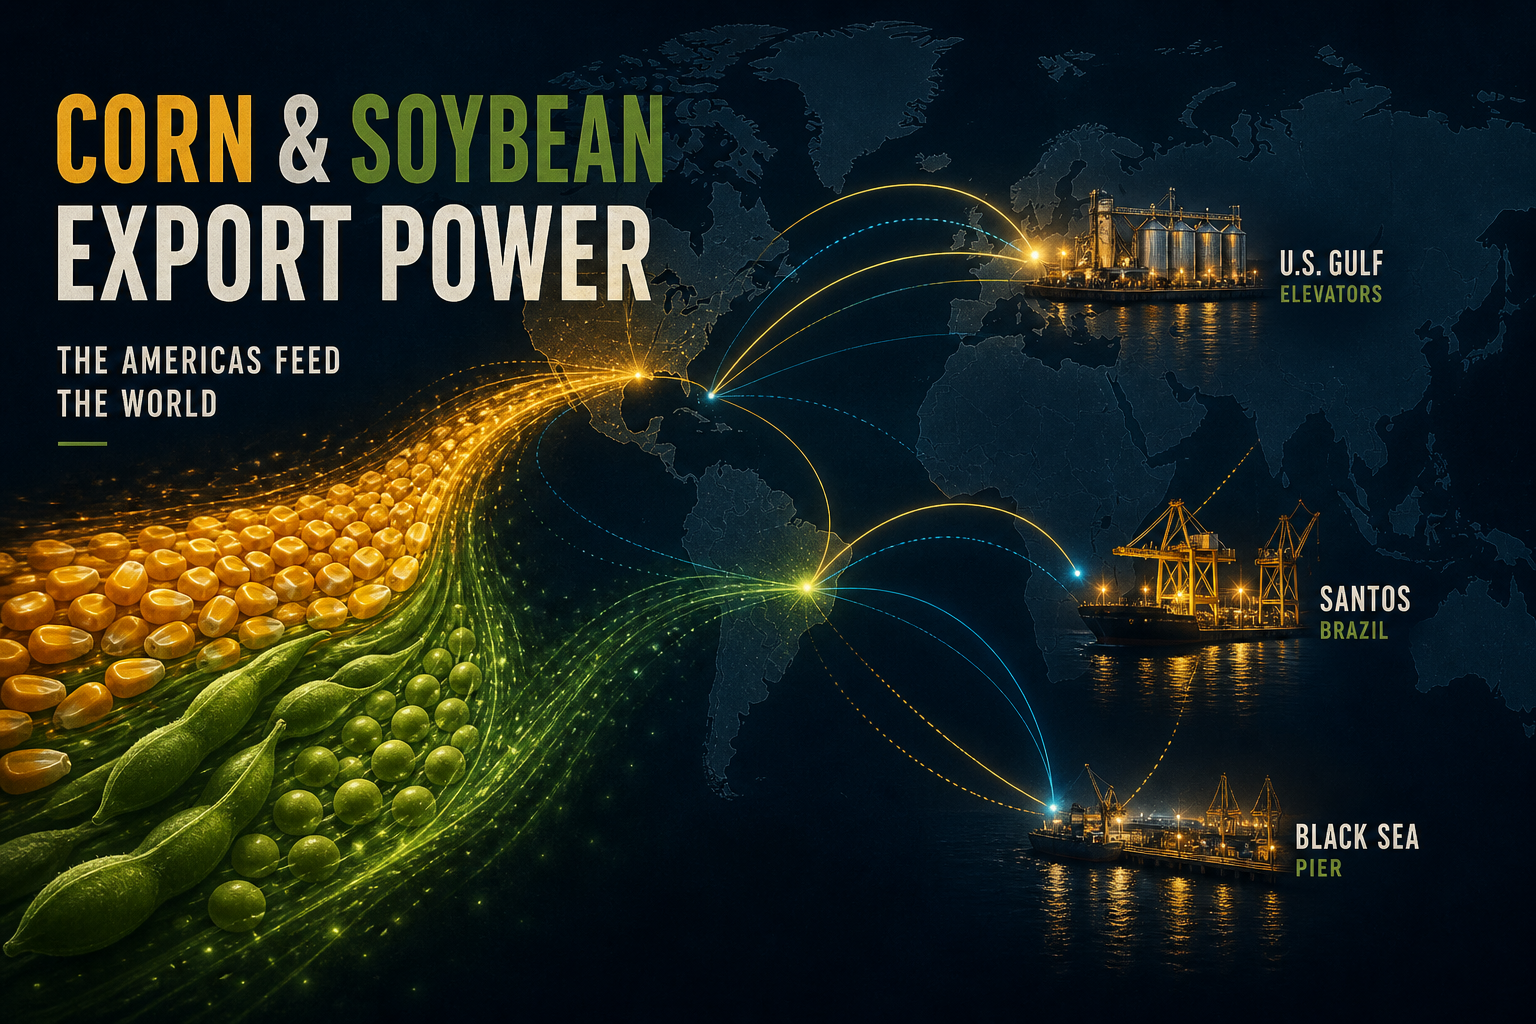 CORN & SOYBEAN
EXPORT POWER
THE AMERICAS FEED
THE WORLD
U.S. GULF
ELEVATORS
SANTOS
BRAZIL
BLACK SEA
PIER